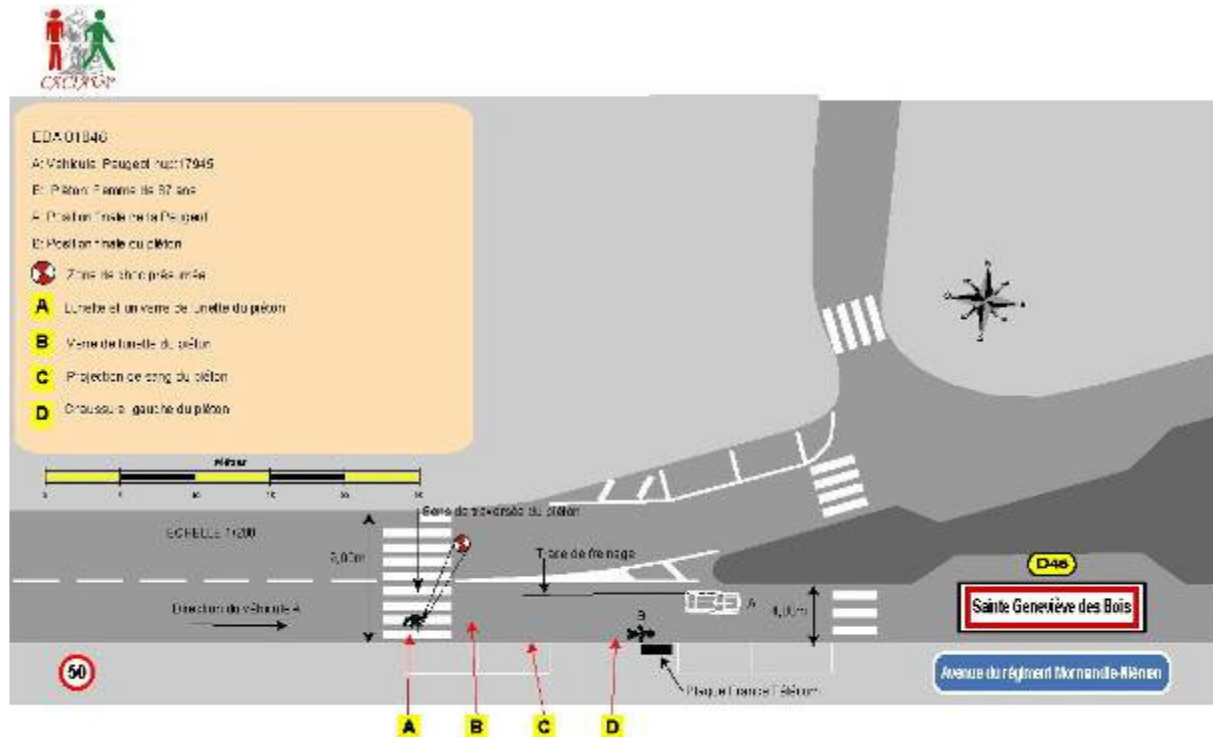 EDA 01846
A: Véhicule: Peugeot
B: Piéton: Femme de 87 ans
A: Position finale de la Peugeot
B: Position finale du piéton
Zone de choc présumée
A Lunette et un verre de lunette du piéton
B Verre de lunette du piéton
C Projection de sang du piéton
D Chaussure gauche du piéton
Sens de traversée du piéton
ECHELLE 1/200
Trace de freinage
Direction du véhicule A
A
4,00m
B
D46
Sainte Geneviève des Bois
50
Plaque France Télécom
Avenue du régiment Normandie-Niémen
A B C D